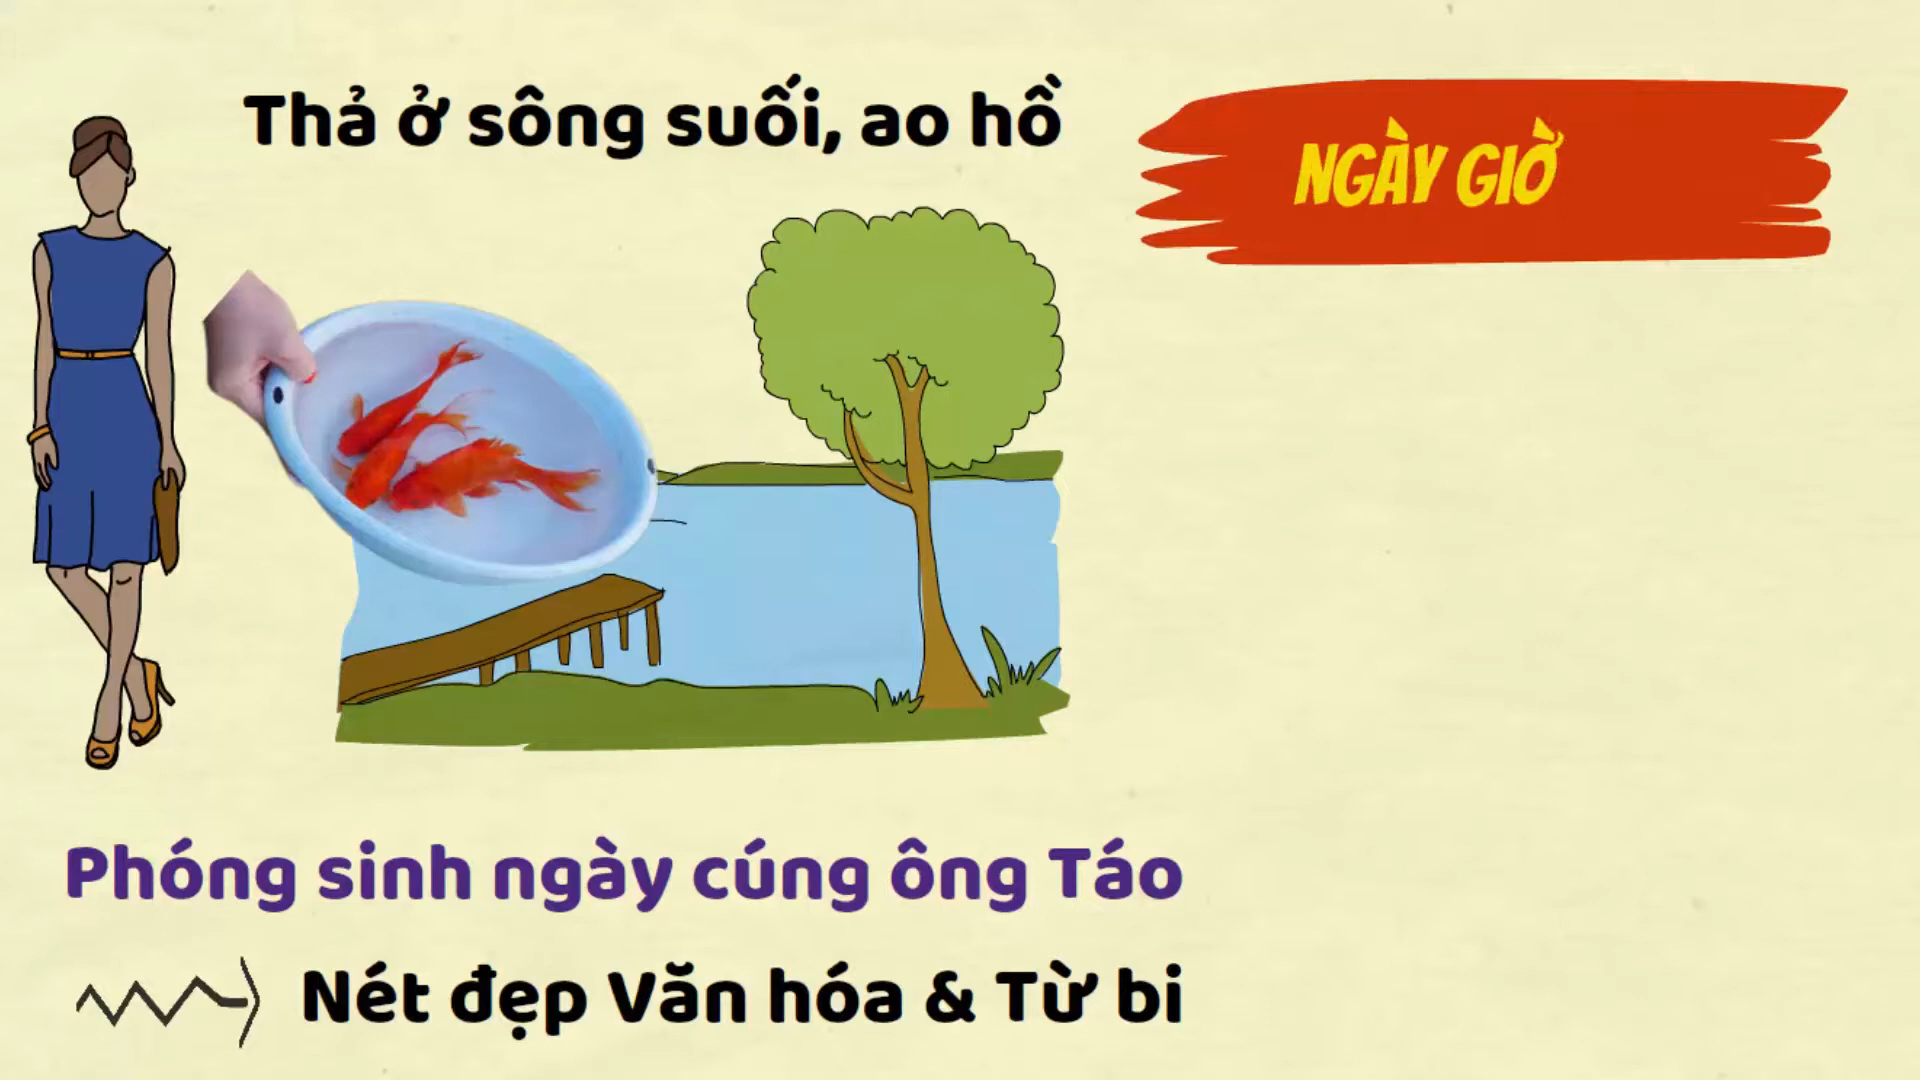 Thả ở sông suối, ao hồ
NGÀY GIỜ
Phóng sinh ngày cúng ông Táo
Nét đẹp Văn hóa & Từ bi